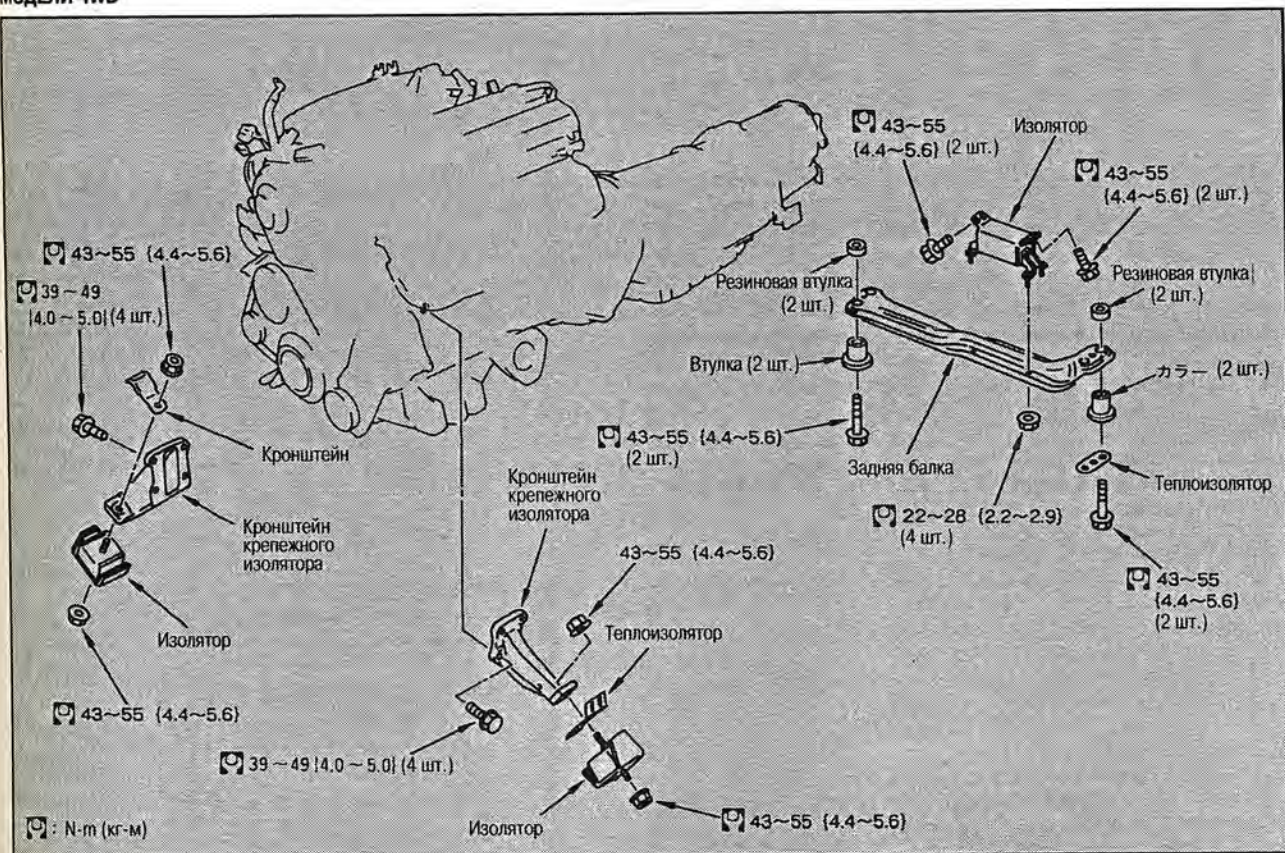 модели 4WD
43~55
{4.4~5.6} (2 шт.)
Изолятор
43~55
{4.4~5.6} (2 шт.)
Резиновая втулка
(2 шт.)
Резиновая втулка
(2 шт.)
43~55 {4.4~5.6}
39~49
{4.0~5.0} (4 шт.)
Втулка (2 шт.)
カラー (2 шт.)
43~55 {4.4~5.6}
(2 шт.)
Задняя балка
Теплоизолятор
22~28 {2.2~2.9}
(4 шт.)
43~55
{4.4~5.6}
(2 шт.)
Кронштейн
Кронштейн
крепежного
изолятора
Изолятор
43~55 {4.4~5.6}
Кронштейн
крепежного
изолятора
43~55 {4.4~5.6}
Теплоизолятор
39~49 {4.0~5.0} (4 шт.)
Изолятор
43~55 {4.4~5.6}
: N-m (кг-м)